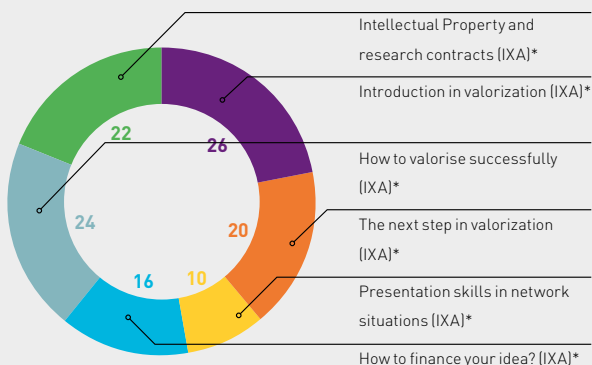 Intellectual Property and
research contracts (IXA)*
Introduction in valorization (IXA)*
How to valorise successfully
(IXA)*
The next step in valorization
(IXA)*
Presentation skills in network
situations (IXA)*
How to finance your idea? (IXA)*
22
26
24
20
16
10